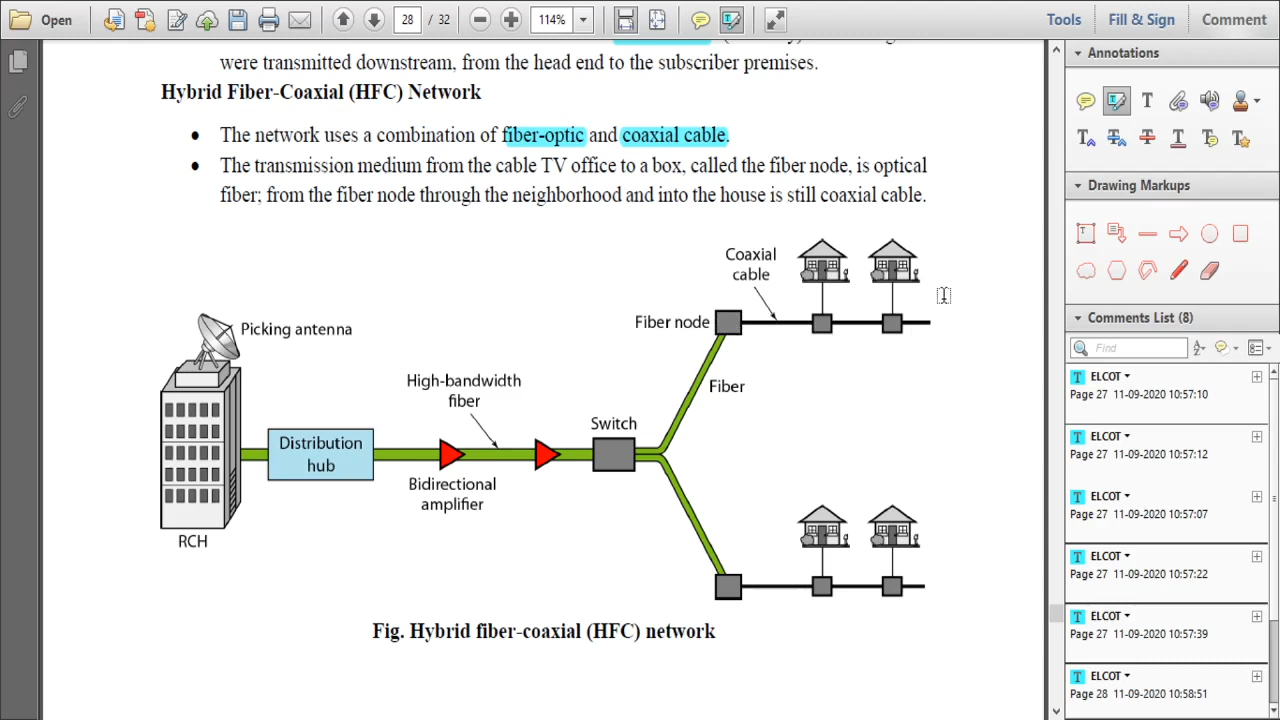 Open
28 / 32
114%
Tools
Fill & Sign
Comment
were transmitted downstream, from the head end to the subscriber premises.
Hybrid Fiber-Coaxial (HFC) Network
• The network uses a combination of fiber-optic and coaxial cable.
• The transmission medium from the cable TV office to a box, called the fiber node, is optical
fiber; from the fiber node through the neighborhood and into the house is still coaxial cable.
Coaxial
cable
Fiber node
Picking antenna
High-bandwidth
fiber
Fiber
Switch
Distribution
hub
Bidirectional
amplifier
RCH
Fig. Hybrid fiber-coaxial (HFC) network
Annotations
Drawing Markups
Comments List (8)
Find
ELCOT
Page 27 11-09-2020 10:57:10
ELCOT
Page 27 11-09-2020 10:57:12
ELCOT
Page 27 11-09-2020 10:57:07
ELCOT
Page 27 11-09-2020 10:57:22
ELCOT
Page 27 11-09-2020 10:57:39
ELCOT
Page 28 11-09-2020 10:58:51